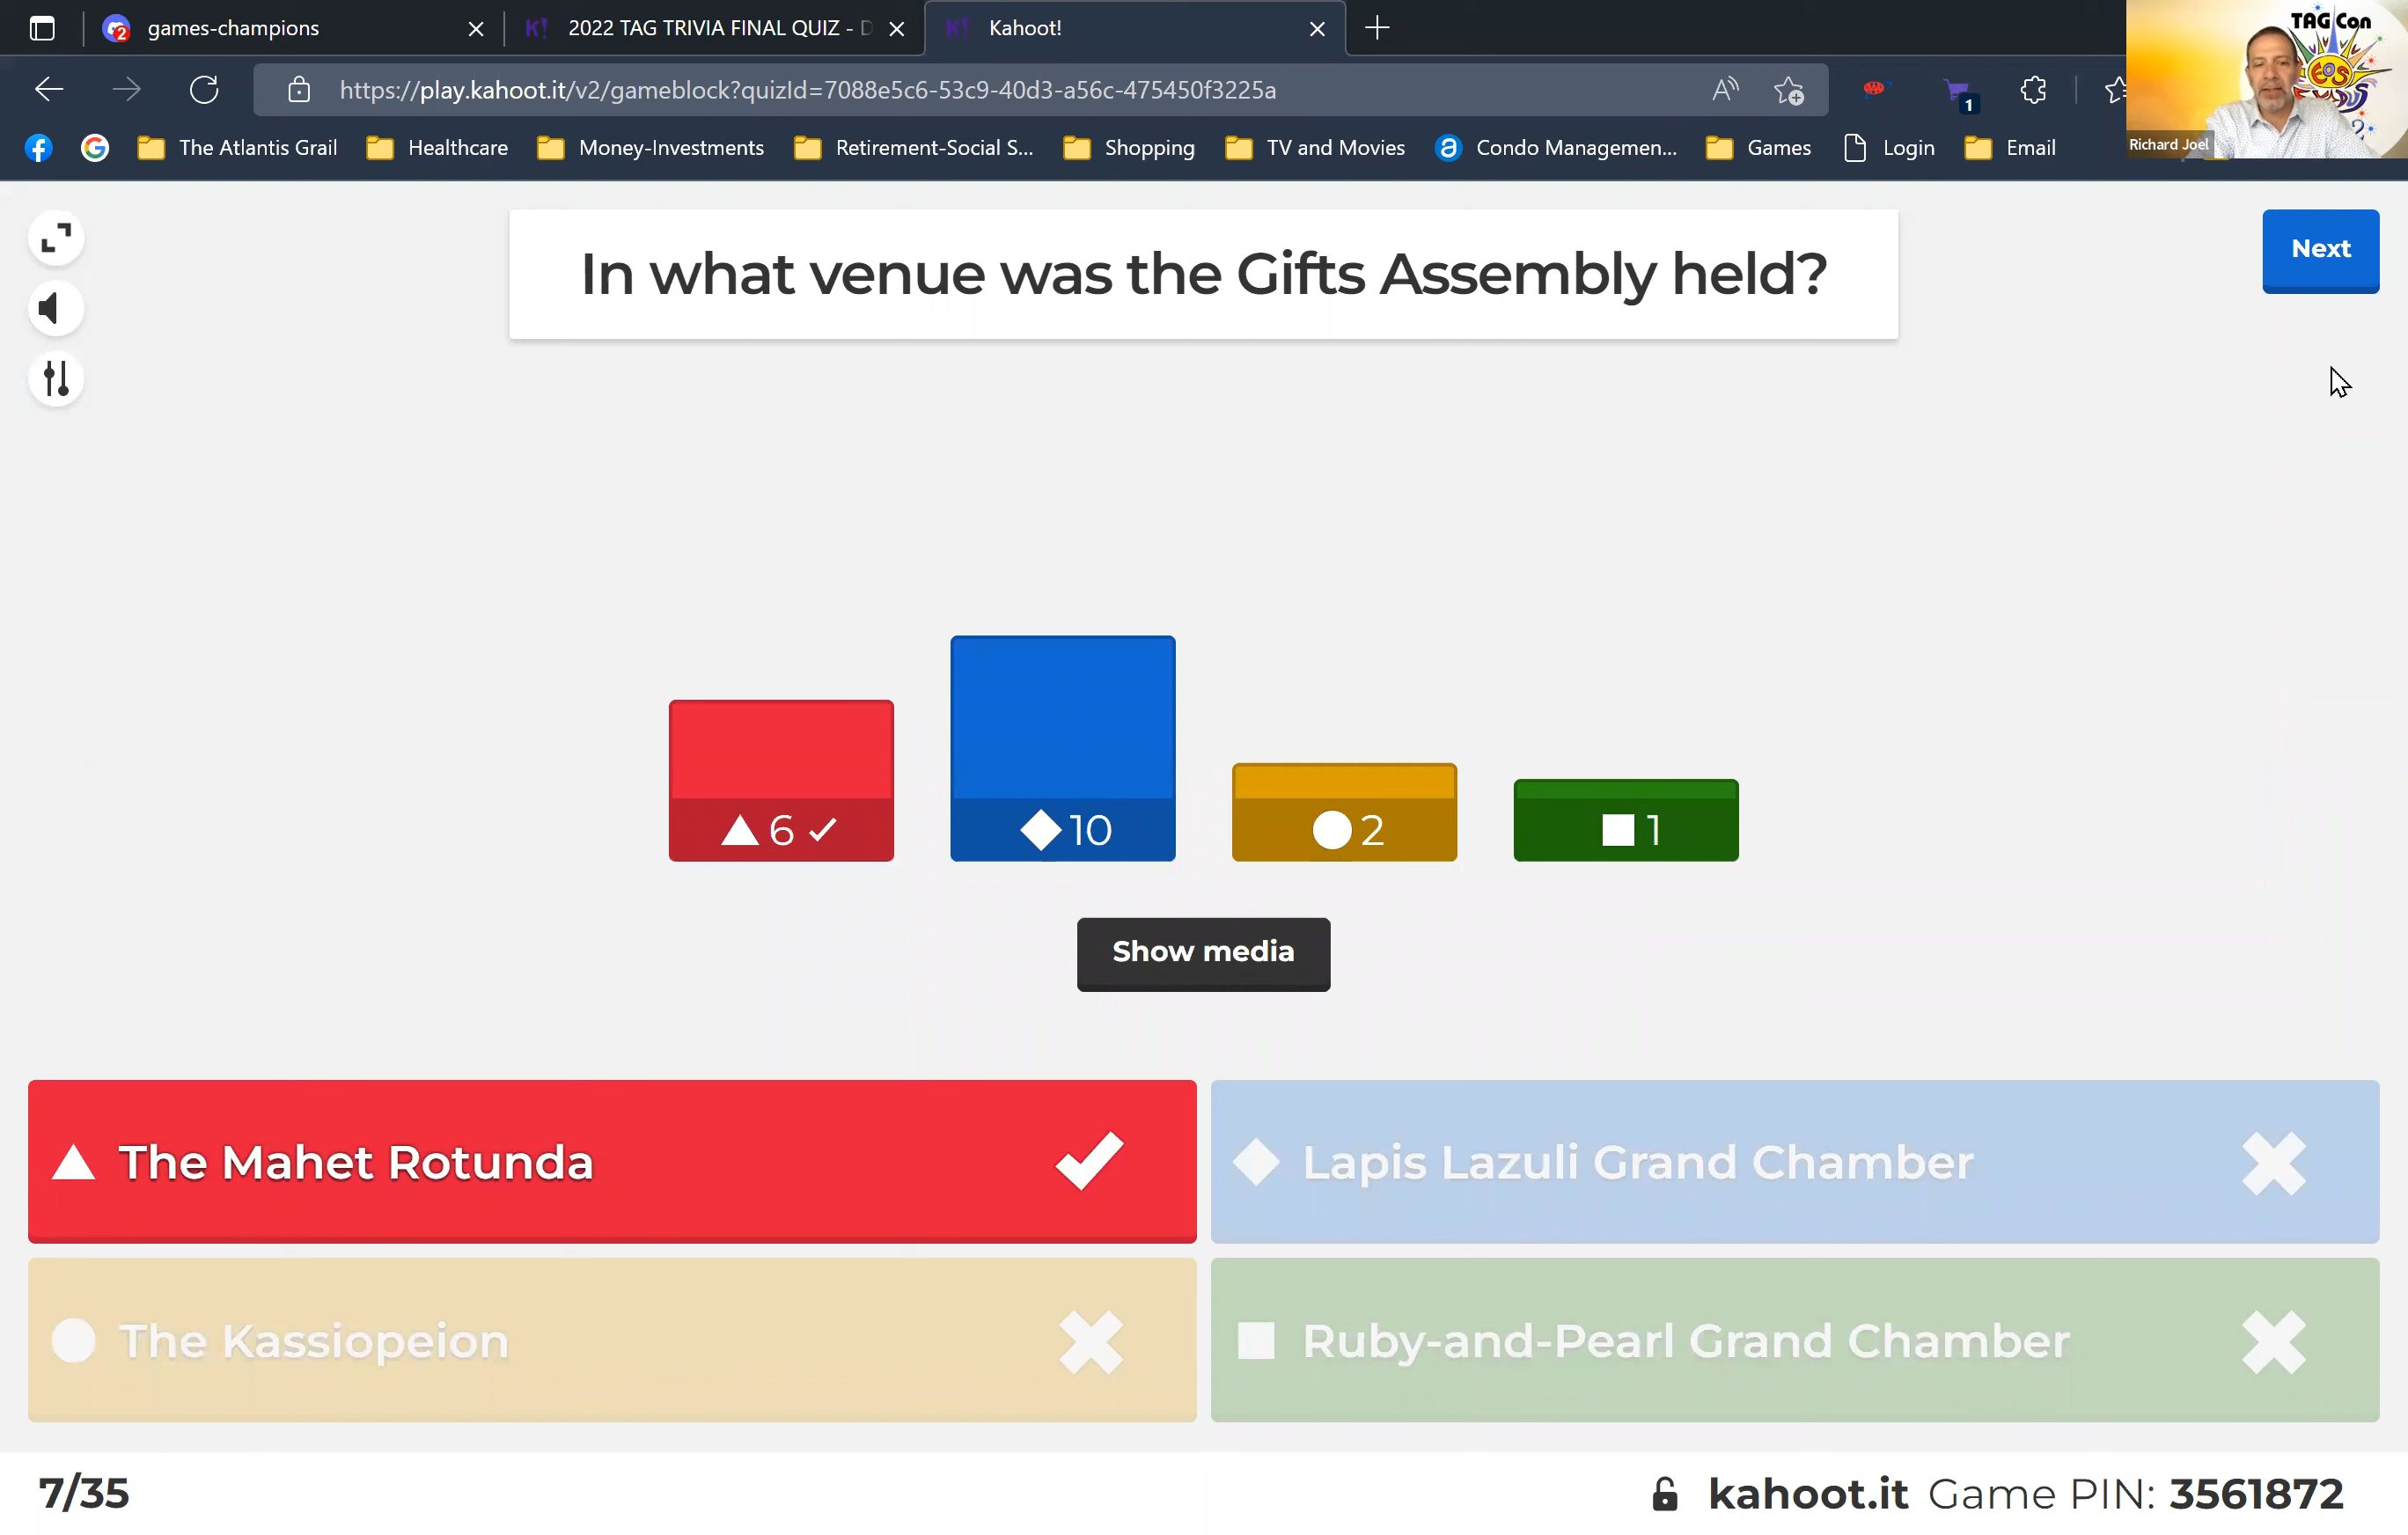 games-champions
2022 TAG TRIVIA FINAL QUIZ - D
Kahoot!
https://play.kahoot.it/v2/gameblock?quizId=7088e5c6-53c9-40d3-a56c-475450f3225a
1
The Atlantis Grail
Healthcare
Money-Investments
Retirement-Social S...
Shopping
TV and Movies
Condo Managemen...
Games
Login
Email
TAG Con
EOS
Richard Joel
In what venue was the Gifts Assembly held?
Next
6
10
2
1
Show media
The Mahet Rotunda
Lapis Lazuli Grand Chamber
The Kassiopeion
Ruby-and-Pearl Grand Chamber
7/35
kahoot.it Game PIN: 3561872